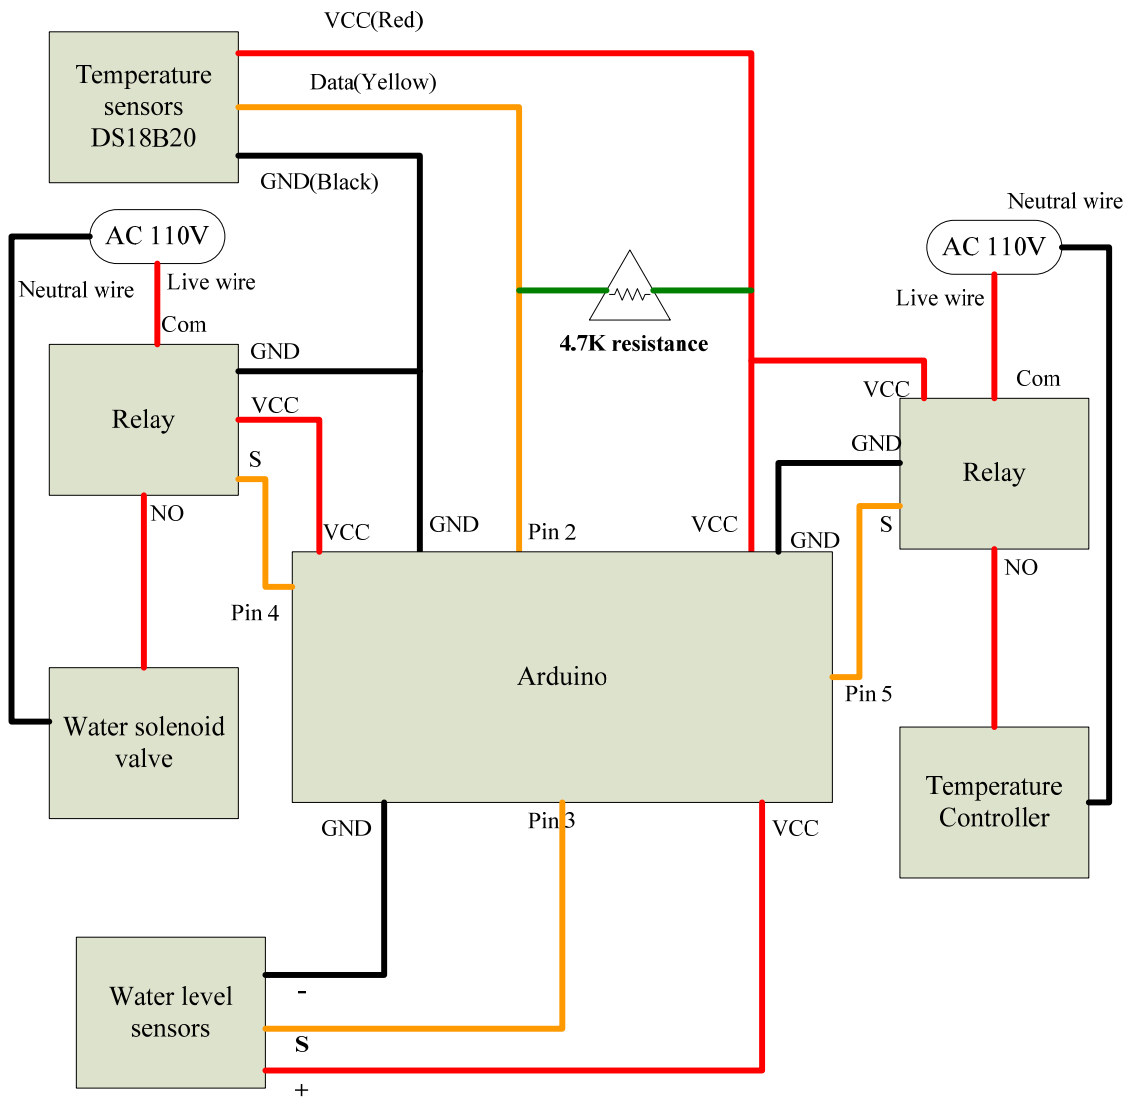 VCC(Red)
Temperature
sensors
DS18B20
Data(Yellow)
GND(Black)
AC 110V
Neutral wire
Live wire
Com
GND
Relay
VCC
S
NO
4.7K resistance
Neutral wire
AC 110V
Live wire
Com
VCC
GND
Relay
S
NO
VCC
GND
Pin 2
VCC
GND
Pin 4
Arduino
Pin 5
Water solenoid
valve
Temperature
Controller
GND
Pin 3
VCC
Water level
sensors
-
S
+